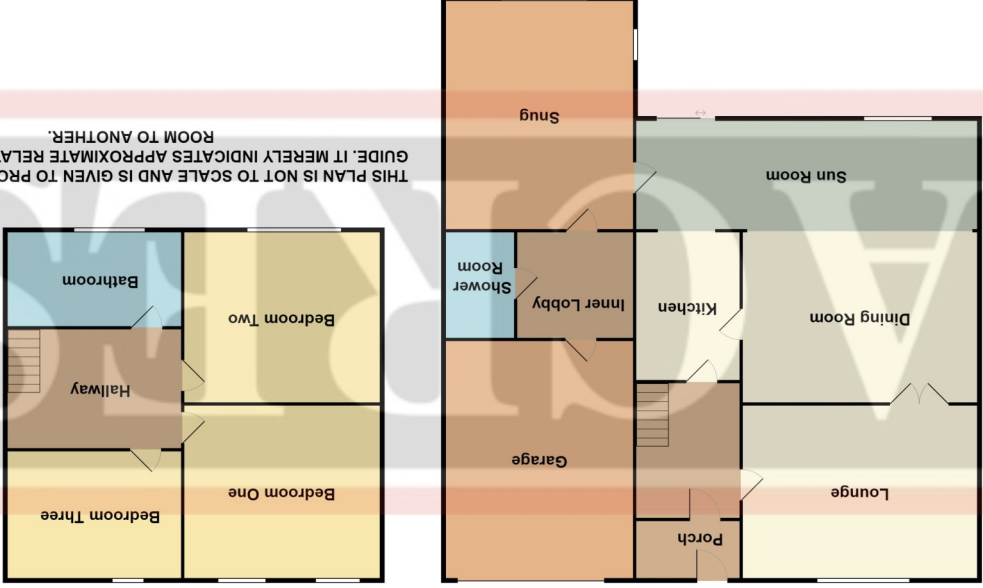 Porch
Lounge
Garage
Dining Room
Kitchen
Inner Lobby
Shower
Room
Sun Room
Snug
Bedroom Three
Bedroom One
Hallway
Bedroom Two
Bathroom
THIS PLAN IS NOT TO SCALE AND IS GIVEN TO PRO
GUIDE. IT MERELY INDICATES APPROXIMATE RELA
ROOM TO ANOTHER.
ACRES